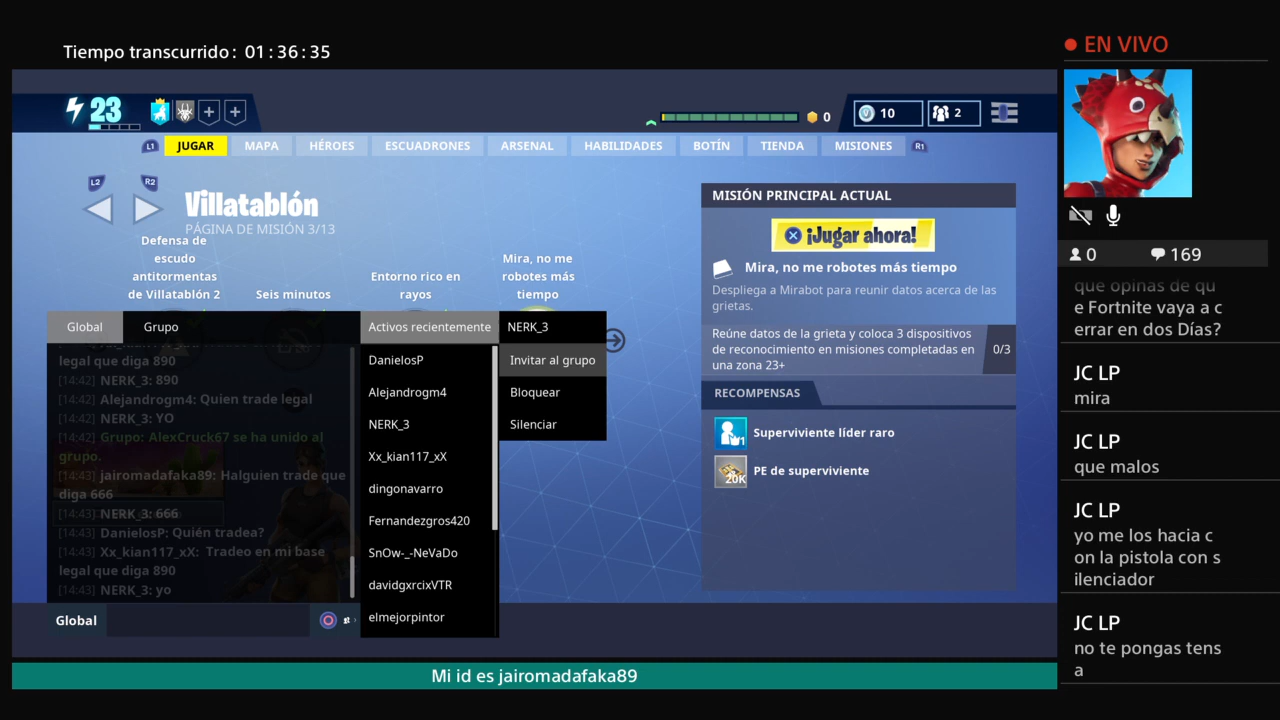 Tiempo transcurrido: 01:36:35
EN VIVO
23
0
10
2
L1
JUGAR
MAPA
HÉROES
ESCUADRONES
ARSENAL
HABILIDADES
BOTÍN
TIENDA
MISIONES
R1
L2
R2
Villatablón
PÁGINA DE MISIÓN 3/13
Defensa de
escudo
antitormentas
de Villatablón 2
Seis minutos
Entorno rico en
rayos
Mira, no me
robotes más
tiempo
MISIÓN PRINCIPAL ACTUAL
¡Jugar ahora!
Mira, no me robotes más tiempo
Despliega a Mirabot para reunir datos acerca de las
grietas.
Reúne datos de la grieta y coloca 3 dispositivos
de reconocimiento en misiones completadas en
una zona 23+
0/3
RECOMPENSAS
1
Superviviente líder raro
20K
PE de superviviente
Global
Grupo
legal que diga 890
[14:42] NERK_3: 890
[14:42] Alejandrogm4: Quien trade legal
[14:42] NERK_3: YO
[14:42] Grupo: AlexCruck67 se ha unido al
grupo.
[14:43] jairomadafaka89: Halguien trade que
diga 666
[14:43] NERK_3: 666
[14:43] DanielosP: Quién tradea?
[14:43] Xx_kian117_xX: Tradeo en mi base
legal que diga 890
[14:43] NERK_3: yo
Global
Activos recientemente
DanielosP
Alejandrogm4
NERK_3
Xx_kian117_xX
dingonavarro
Fernandezgros420
SnOw-_-NeVaDo
davidgxrcixVTR
elmejorpintor
NERK_3
Invitar al grupo
Bloquear
Silenciar
0
169
que opinas de qu
e Fortnite vaya a c
errar en dos Días?
JC LP
mira
JC LP
que malos
JC LP
yo me los hacia c
on la pistola con s
ilenciador
JC LP
no te pongas tens
a
Mi id es jairomadafaka89